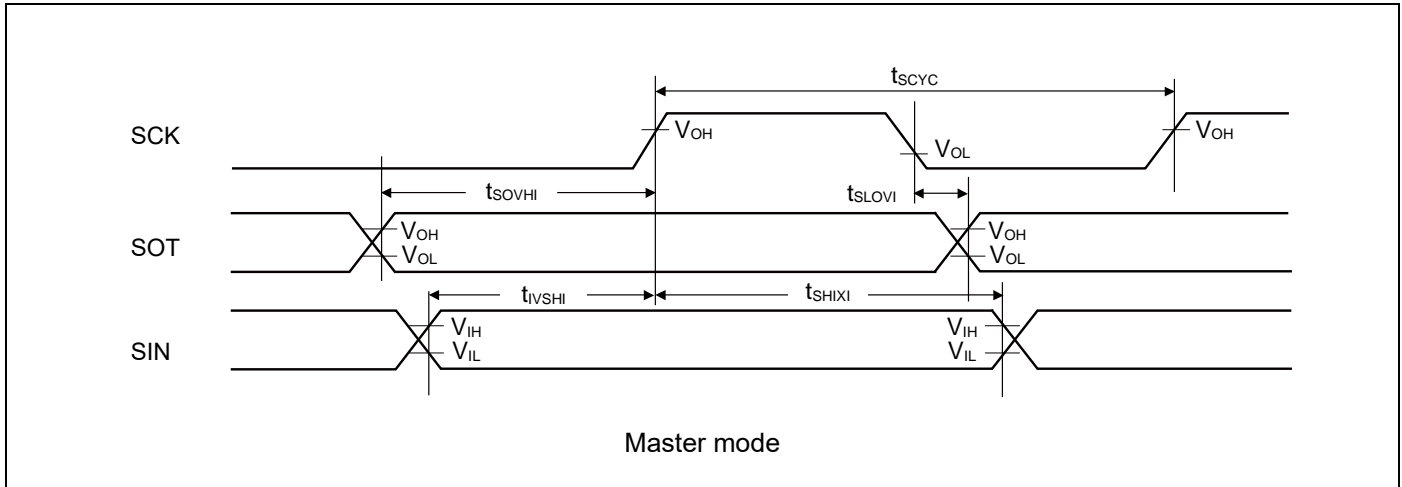 tSCYC
SCK
VOH
VOH
VOL
tSOVHI
tSLOVI
SOT
VOH
VOH
VOL
VOL
tIVSHI
tSHIXI
SIN
VIH
VIH
VIL
VIL
Master mode